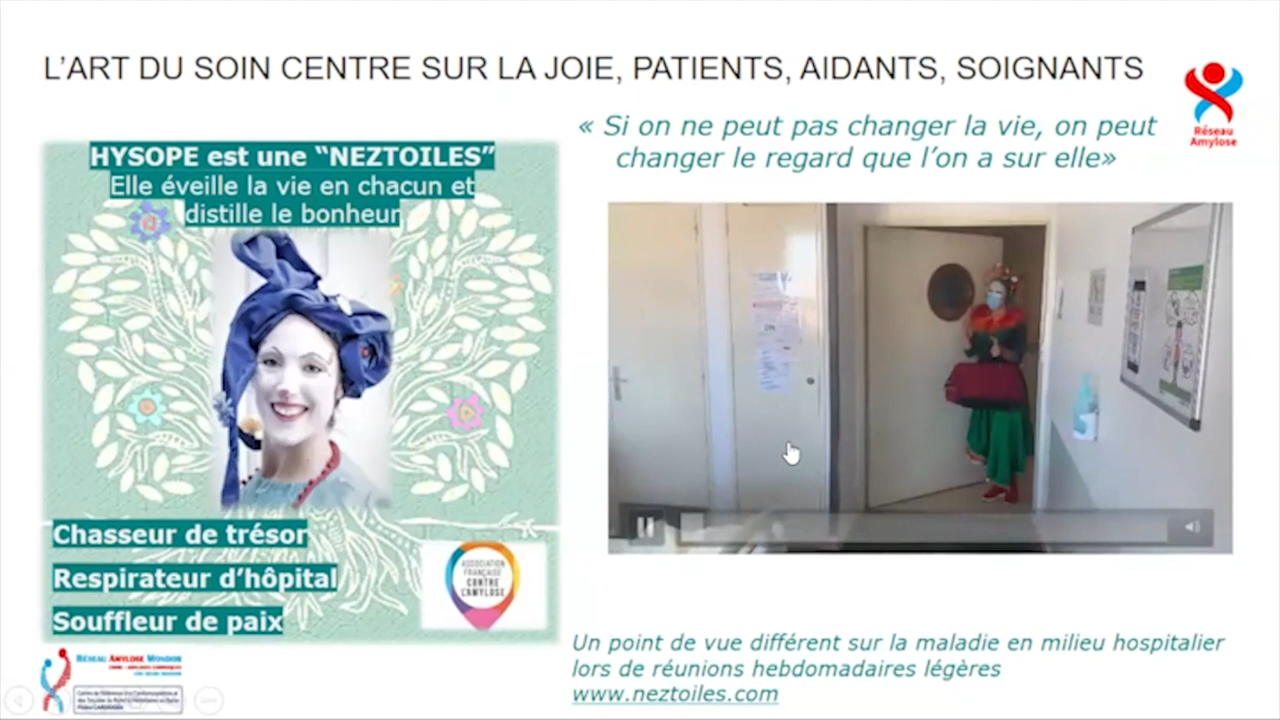 L’ART DU SOIN CENTRE SUR LA JOIE, PATIENTS, AIDANTS, SOIGNANTS
Réseau
Amylose
« Si on ne peut pas changer la vie, on peut
changer le regard que l’on a sur elle»
HYSOPE est une “NEZTOILES”
Elle éveille la vie en chacun et
distille le bonheur
Chasseur de trésor
Respirateur d’hôpital
Souffleur de paix
ASSOCIATION
FRANÇAISE
CONTRE
L’AMYLOSE
Un point de vue différent sur la maladie en milieu hospitalier
lors de réunions hebdomadaires légères
www.neztoiles.com
RÉSEAU AMYLOSE MONDOR